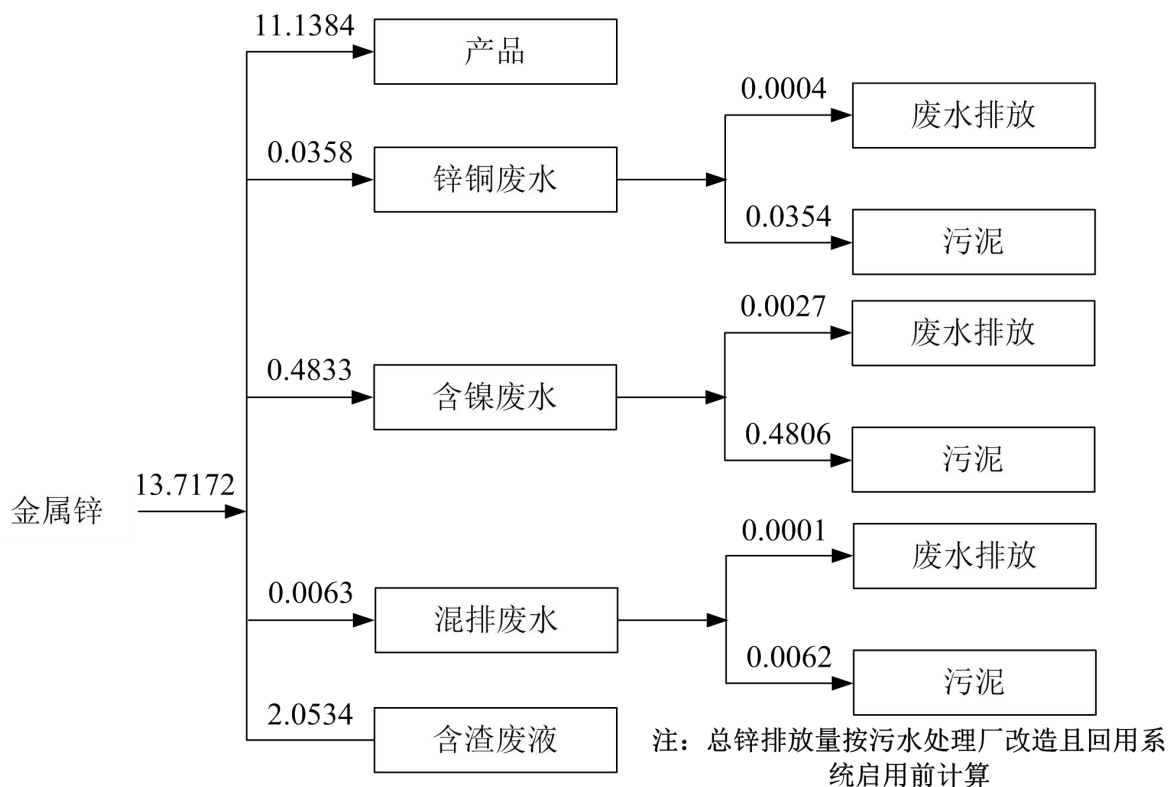 11.1384
产品
0.0004
废水排放
0.0358
锌铜废水
0.0354
污泥
0.0027
废水排放
0.4833
含镍废水
0.4806
污泥
金属锌
13.7172
0.0001
废水排放
0.0063
混排废水
0.0062
污泥
2.0534
含渣废液
注：总锌排放量按污水处理厂改造且回用系
统启用前计算